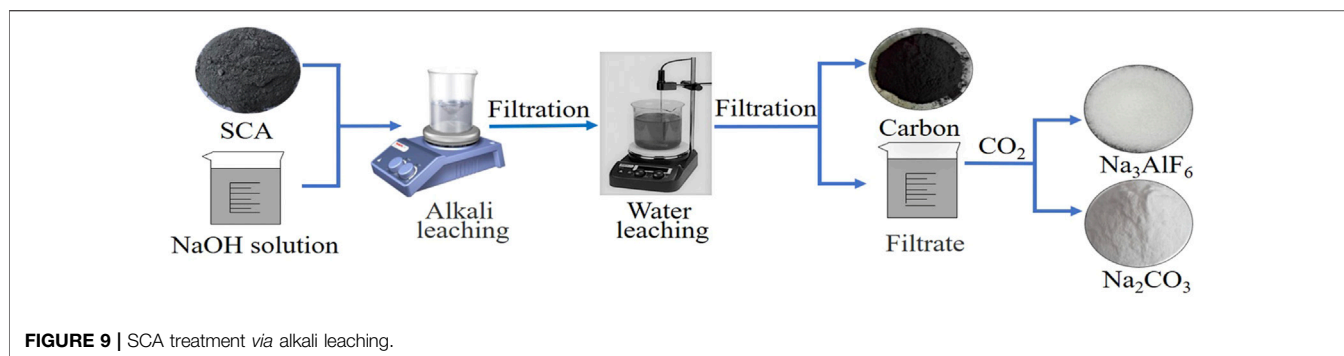 SCA
NaOH solution
Alkali
leaching
Filtration
Water
leaching
Filtration
Carbon
Filtrate
CO₂
Na₃AlF₆
Na₂CO₃
FIGURE 9 | SCA treatment via alkali leaching.